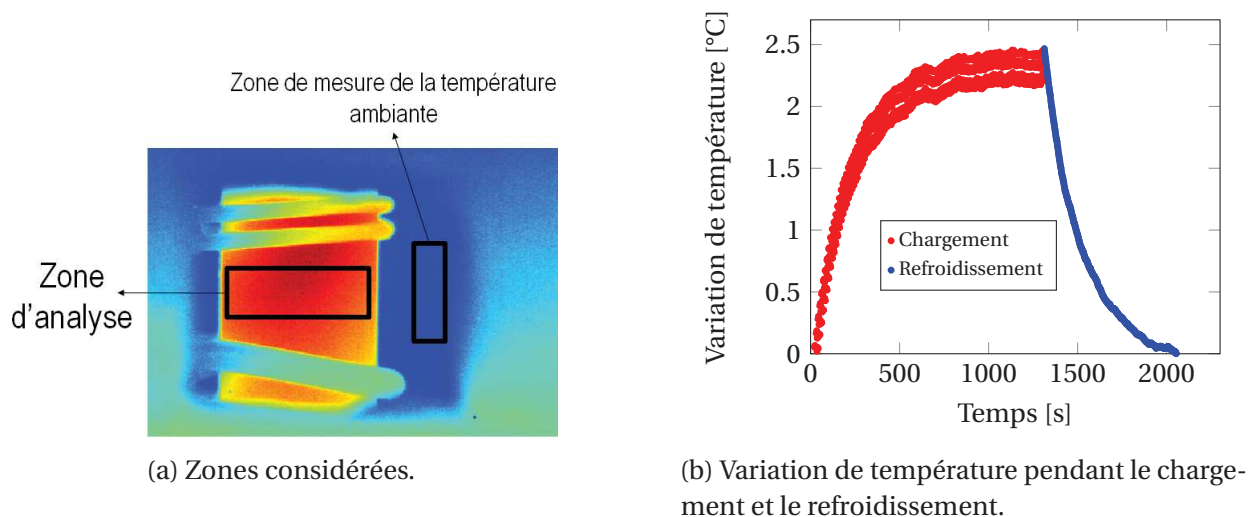 Zone de mesure de la température
ambiante
Zone
d'analyse
(a) Zones considérées.
Variation de température [°C]
2.5
2
1.5
1
0.5
0
Chargement
Refroidissement
0 500 1000 1500 2000
Temps [s]
(b) Variation de température pendant le charge-
ment et le refroidissement.